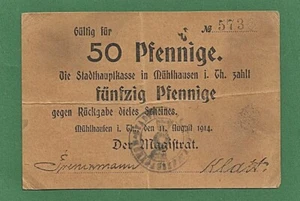 Gültig für
№ 573
50 Pfennige.
Die Stadthauptkasse in Mühlhausen i. Th. zahlt
fünfzig Pfennige
gegen Rückgabe dieses Scheines.
Mühlhausen i. Th. den 11. August 1914.
Der Magistrat.